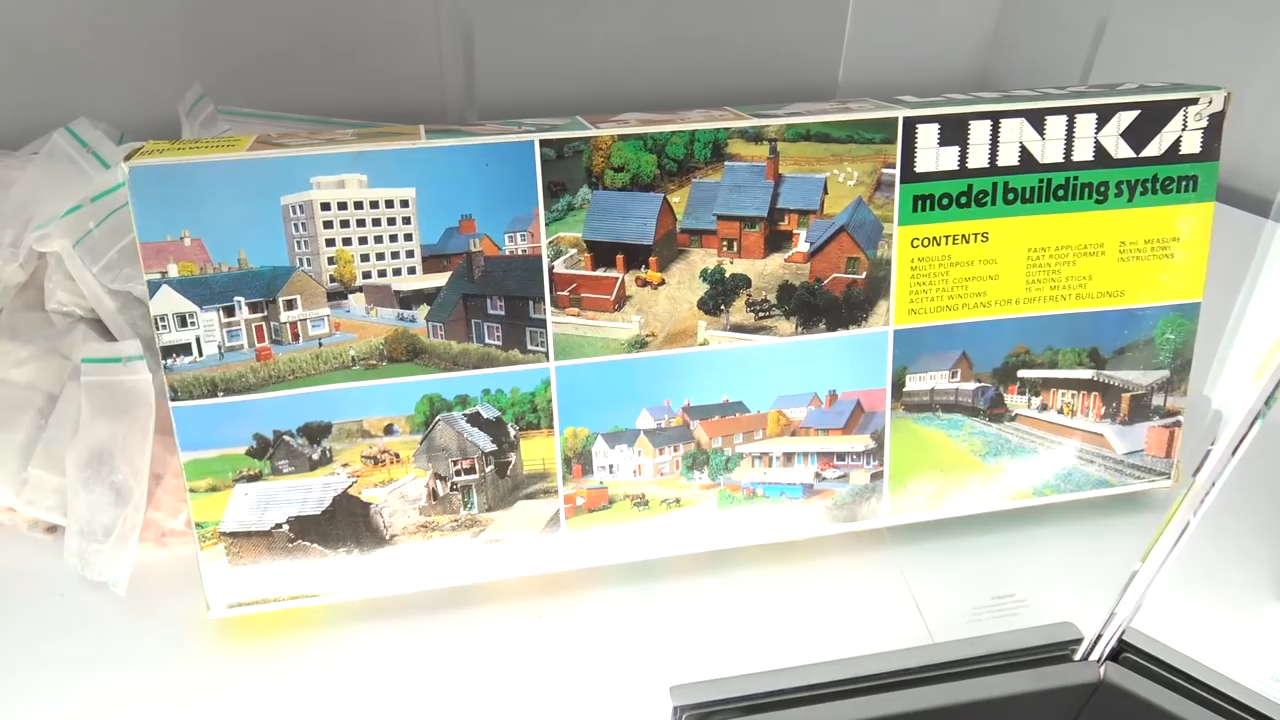 LINKA
model building system
CONTENTS
4 MOULDS
MULTI PURPOSE TOOL
ADHESIVE
LINKALITE COMPOUND
PAINT PALETTE
ACETATE WINDOWS
PAINT APPLICATOR
FLAT ROOF FORMER
DRAIN PIPES
GUTTERS
SANDING STICKS
15 ml MEASURE
25 ml MEASURE
MIXING BOWL
INSTRUCTIONS
INCLUDING PLANS FOR 6 DIFFERENT BUILDINGS